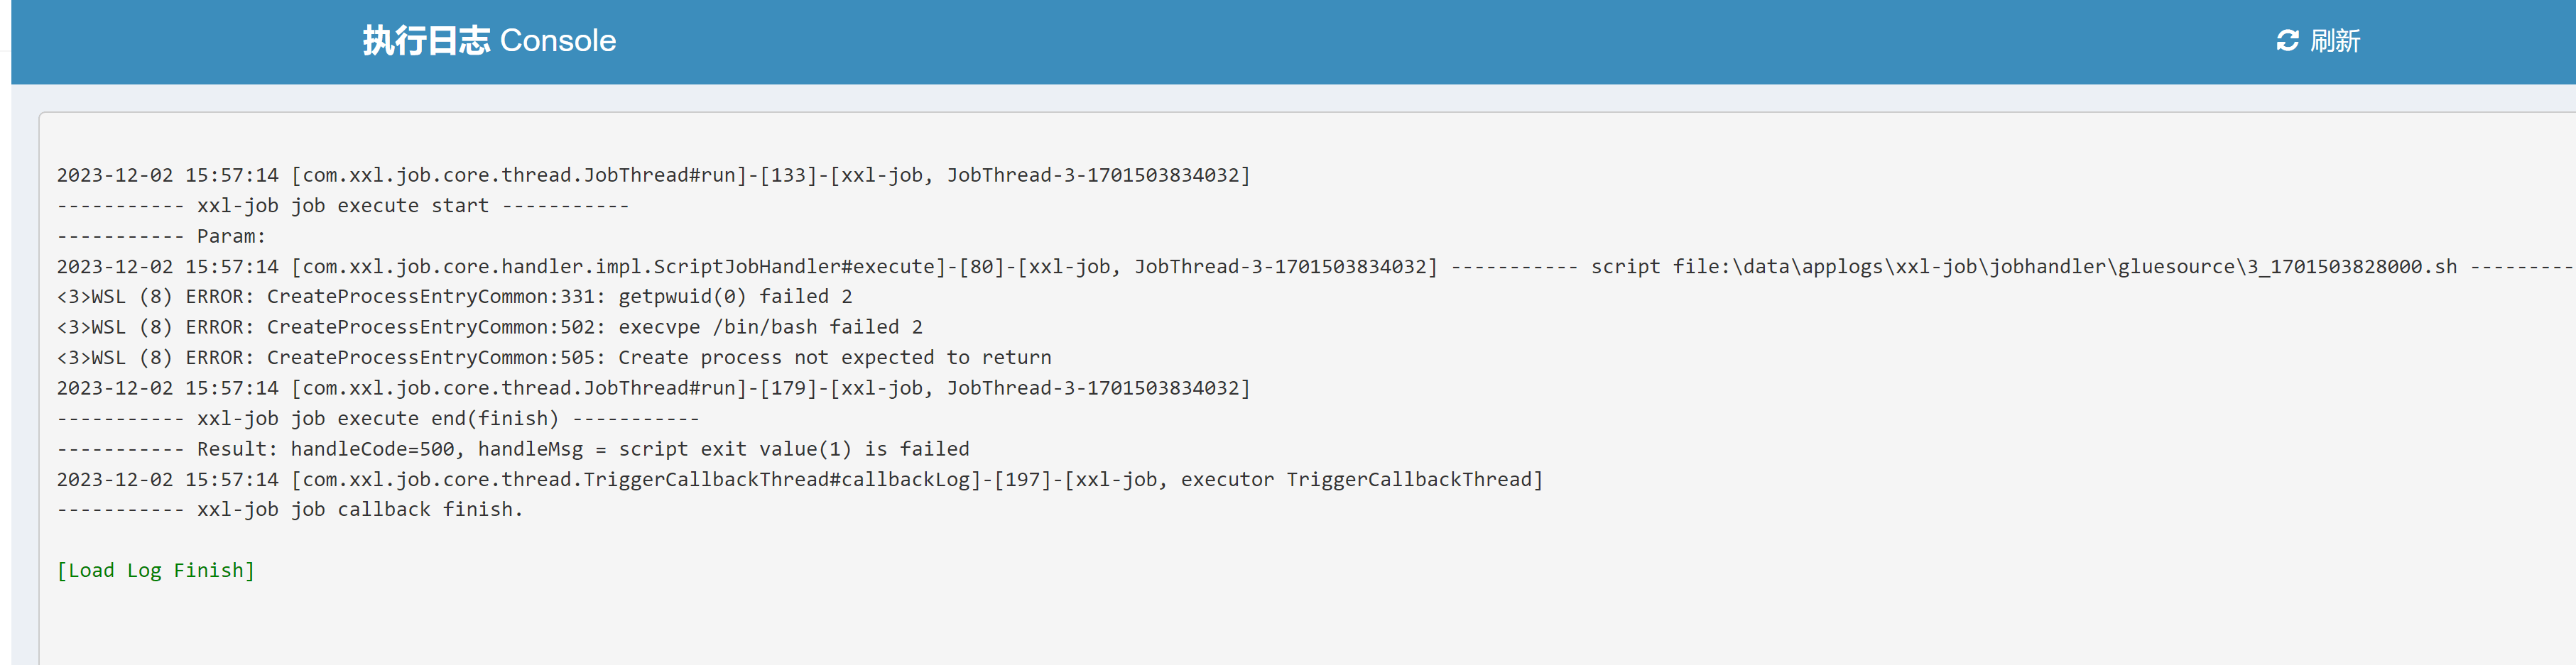 执行日志 Console
刷新
2023-12-02 15:57:14 [com.xxl.job.core.thread.JobThread#run]-[133]-[xxl-job, JobThread-3-1701503834032]
----------- xxl-job job execute start -----------
----------- Param:
2023-12-02 15:57:14 [com.xxl.job.core.handler.impl.ScriptJobHandler#execute]-[80]-[xxl-job, JobThread-3-1701503834032] ----------- script file:\data\applogs\xxl-job\jobhandler\gluesource\3_1701503828000.sh ---------
<3>WSL (8) ERROR: CreateProcessEntryCommon:331: getpwuid(0) failed 2
<3>WSL (8) ERROR: CreateProcessEntryCommon:502: execvpe /bin/bash failed 2
<3>WSL (8) ERROR: CreateProcessEntryCommon:505: Create process not expected to return
2023-12-02 15:57:14 [com.xxl.job.core.thread.JobThread#run]-[179]-[xxl-job, JobThread-3-1701503834032]
----------- xxl-job job execute end(finish) -----------
----------- Result: handleCode=500, handleMsg = script exit value(1) is failed
2023-12-02 15:57:14 [com.xxl.job.core.thread.TriggerCallbackThread#callbackLog]-[197]-[xxl-job, executor TriggerCallbackThread]
----------- xxl-job job callback finish.
[Load Log Finish]